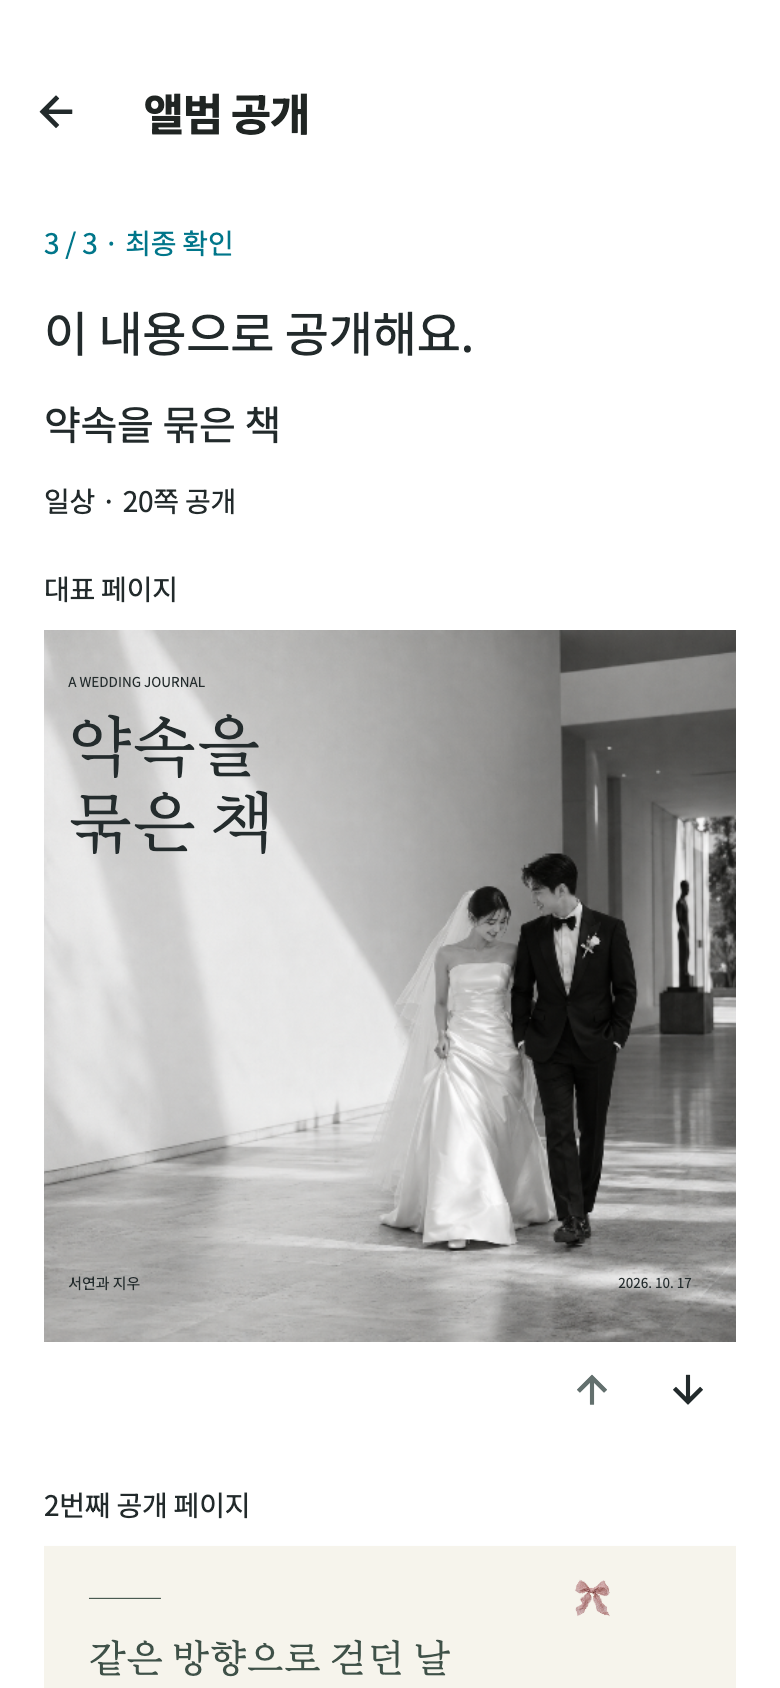 앨범 공개
3 / 3 · 최종 확인
이 내용으로 공개해요.
약속을 묶은 책
일상 · 20쪽 공개
대표 페이지
A WEDDING JOURNAL
약속을
묶은 책
서연과 지우
2026. 10. 17
2번째 공개 페이지
같은 방향으로 걷던 날